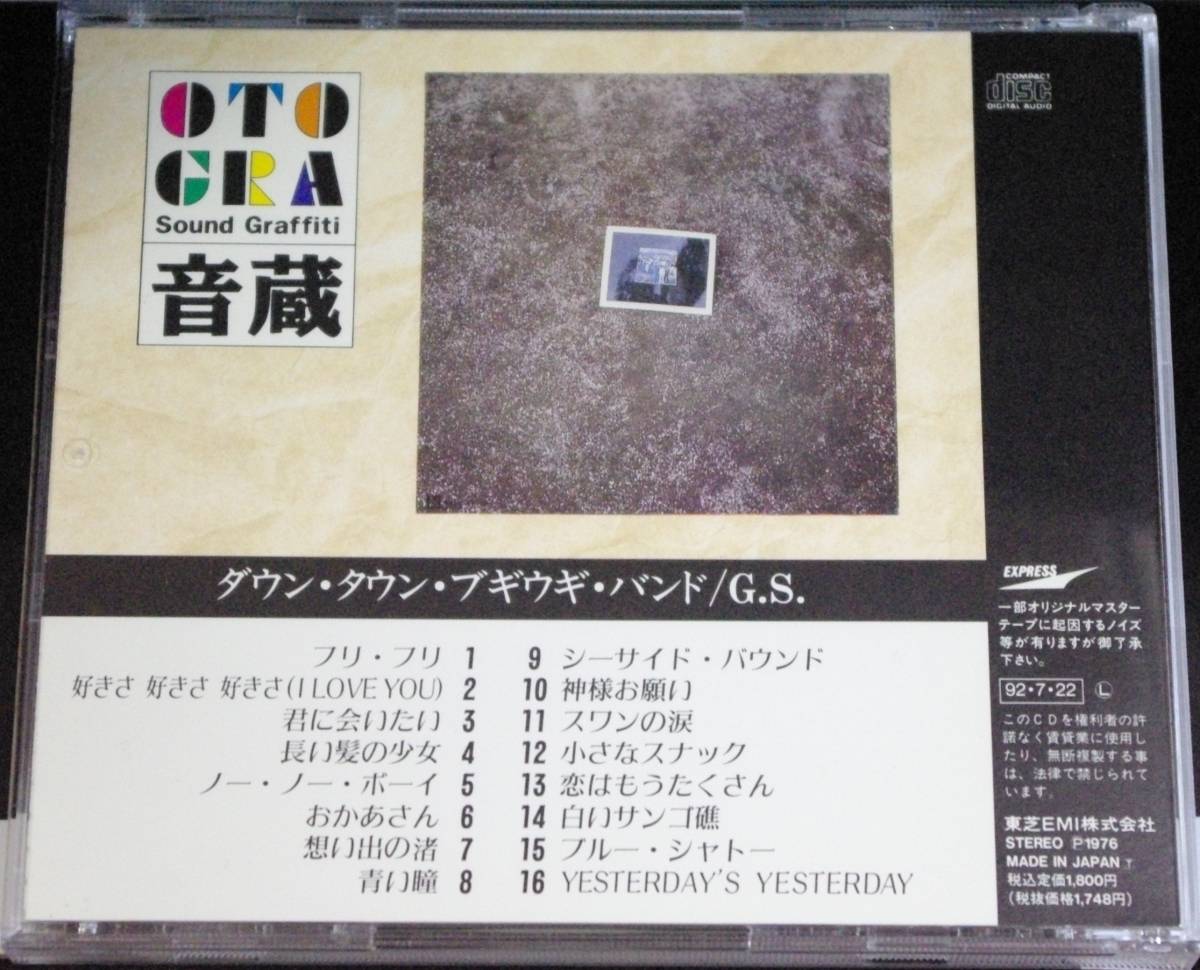 OTO
GRA
Sound Graffiti
音蔵
COMPACT
disc
DIGITAL AUDIO
ダウン・タウン・ブギウギ・バンド/G.S.
フリ・フリ 1
好きさ 好きさ 好きさ(I LOVE YOU) 2
君に会いたい 3
長い髪の少女 4
ノー・ノー・ボーイ 5
おかあさん 6
想い出の渚 7
青い瞳 8
9 シーサイド・バウンド
10 神様お願い
11 スワンの涙
12 小さなスナック
13 恋はもうたくさん
14 白いサンゴ礁
15 ブルー・シャトー
16 YESTERDAY'S YESTERDAY
EXPRESS
一部オリジナルマスター
テープに起因するノイズ
等が有りますが御了承
下さい。
92・7・22 Ⓛ
このCDを権利者の許
諾なく賃貸業に使用し
たり、無断複製する事
は、法律で禁じられて
います。
東芝EMI株式会社
STEREO P1976
MADE IN JAPAN T
税込定価1,800円
(税抜価格1,748円)